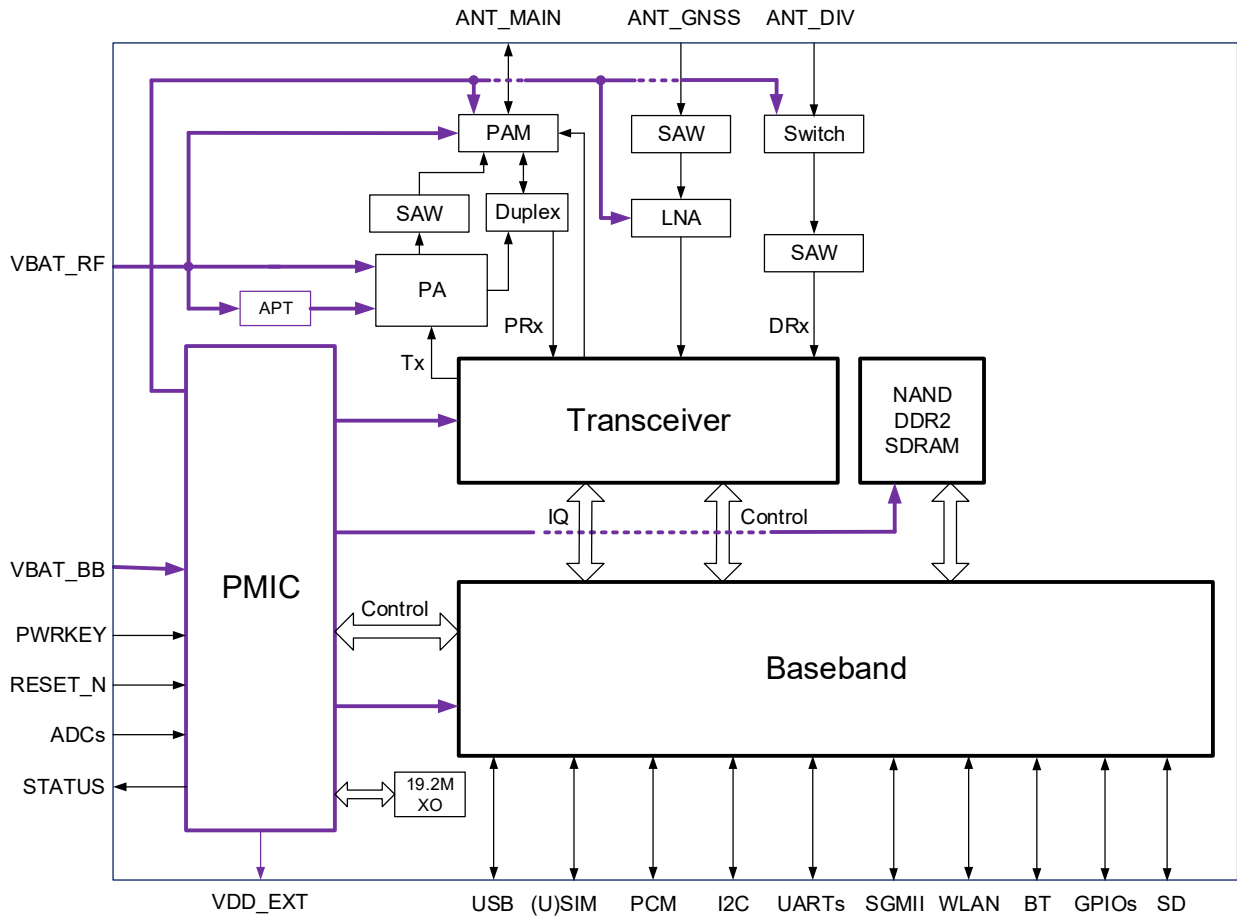 ANT_MAIN ANT_GNSS ANT_DIV
PAM
SAW
Switch
SAW
Duplex
LNA
SAW
VBAT_RF
PA
APT
Tx
PRx
DRx
Transceiver
NAND
DDR2
SDRAM
IQ
Control
VBAT_BB
PMIC
Control
PWRKEY
Baseband
RESET_N
ADCs
STATUS
19.2M
XO
VDD_EXT
USB (U)SIM PCM I2C UARTs SGMII WLAN BT GPIOs SD